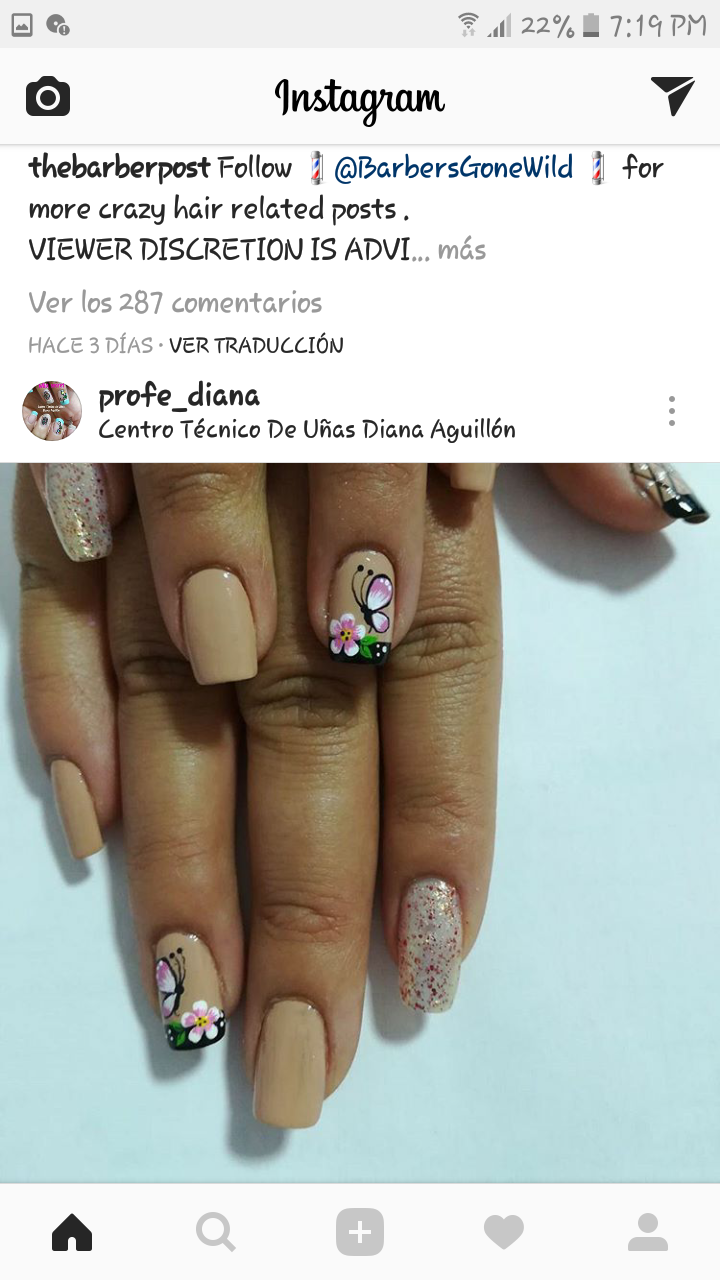 22% 7:19 PM
Instagram
thebarberpost Follow 💈 @BarbersGoneWild 💈 for
more crazy hair related posts .
VIEWER DISCRETION IS ADVI... más
Ver los 287 comentarios
HACE 3 DÍAS · VER TRADUCCIÓN
profe_diana
Centro Técnico De Uñas Diana Aguillón